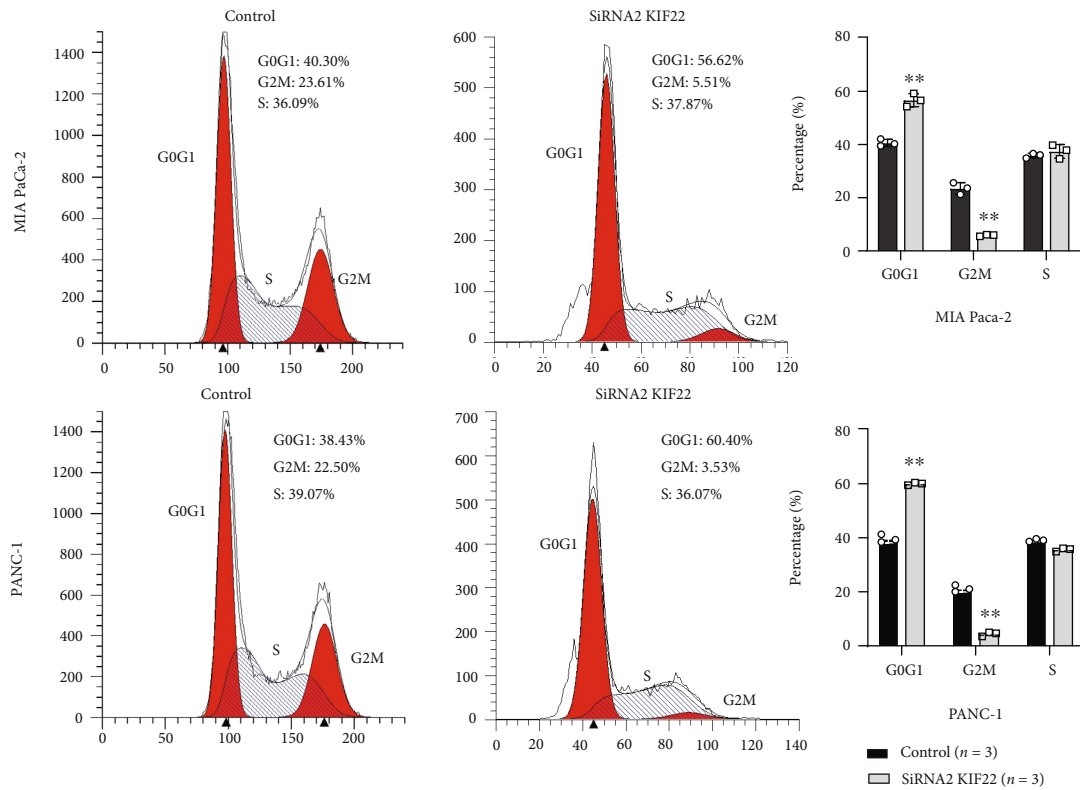 Control
MIA PaCa-2
1400
1200
1000
800
600
400
200
0
G0G1: 40.30%
G2M: 23.61%
S: 36.09%
G0G1
S
G2M
0 50 100 150 200
SiRNA2 KIF22
600
500
400
300
200
100
0
G0G1: 56.62%
G2M: 5.51%
S: 37.87%
G0G1
S
G2M
0 20 40 60 80 100 120
Percentage (%)
80
60
40
20
0
**
**
G0G1 G2M S
MIA Paca-2
Control
PANC-1
1400
1200
1000
800
600
400
200
0
G0G1: 38.43%
G2M: 22.50%
S: 39.07%
G0G1
S
G2M
0 50 100 150 200
SiRNA2 KIF22
700
600
500
400
300
200
100
0
G0G1: 60.40%
G2M: 3.53%
S: 36.07%
G0G1
S
G2M
0 20 40 60 80 100 120 140
Percentage (%)
80
60
40
20
0
**
**
G0G1 G2M S
PANC-1
Control (n = 3)
SiRNA2 KIF22 (n = 3)